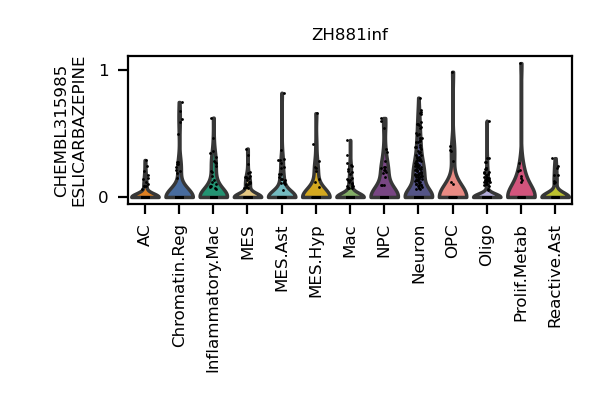 ZH881inf
CHEMBL315985
ESLICARBAZEPINE
1
0
AC
Chromatin.Reg
Inflammatory.Mac
MES
MES.Ast
MES.Hyp
Mac
NPC
Neuron
OPC
Oligo
Prolif.Metab
Reactive.Ast